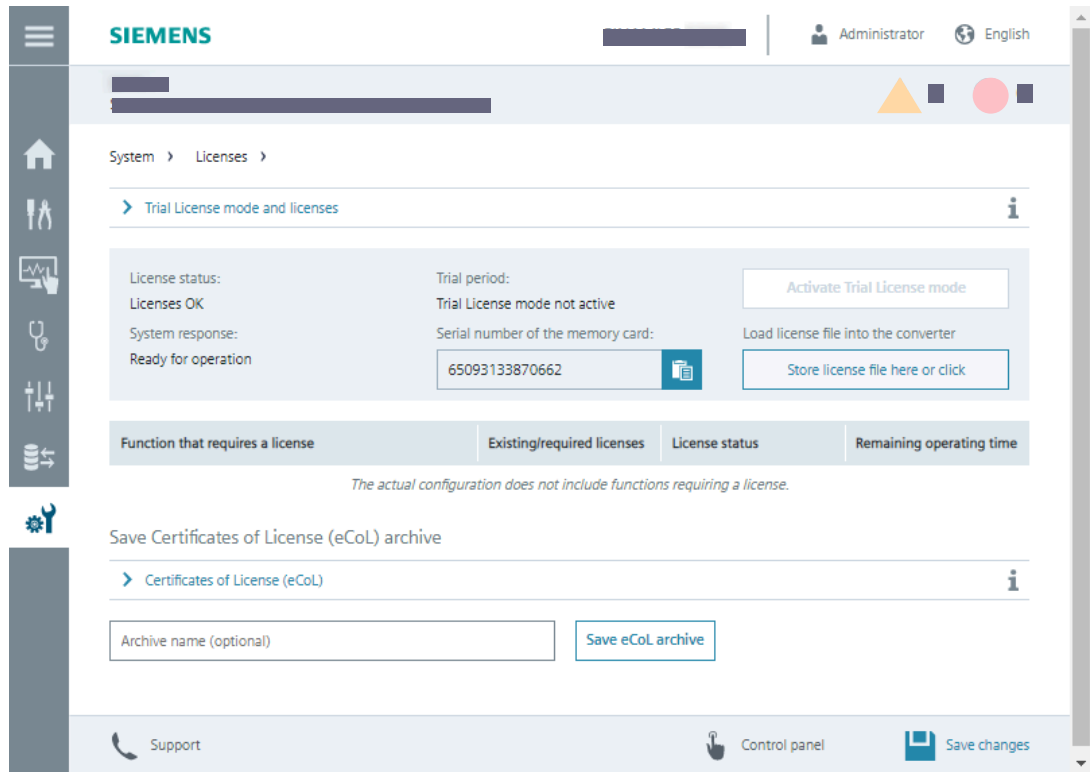 SIEMENS
Administrator
English
System > Licenses >
Trial License mode and licenses
License status:
Licenses OK
Trial period:
Trial License mode not active
Activate Trial License mode
System response:
Ready for operation
Serial number of the memory card:
65093133870662
Load license file into the converter
Store license file here or click
Function that requires a license
Existing/required licenses
License status
Remaining operating time
The actual configuration does not include functions requiring a license.
Save Certificates of License (eCoL) archive
Certificates of License (eCoL)
Archive name (optional)
Save eCoL archive
Support
Control panel
Save changes